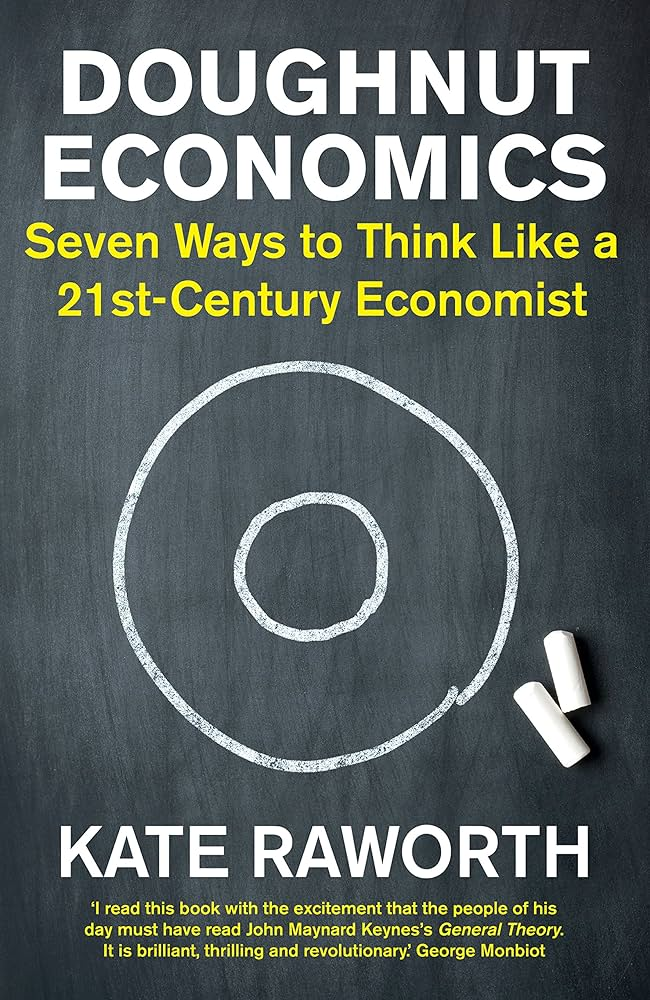 DOUGHNUT
ECONOMICS
Seven Ways to Think Like a
21st-Century Economist
KATE RAWORTH
‘I read this book with the excitement that the people of his
day must have read John Maynard Keynes’s General Theory.
It is brilliant, thrilling and revolutionary.’ George Monbiot